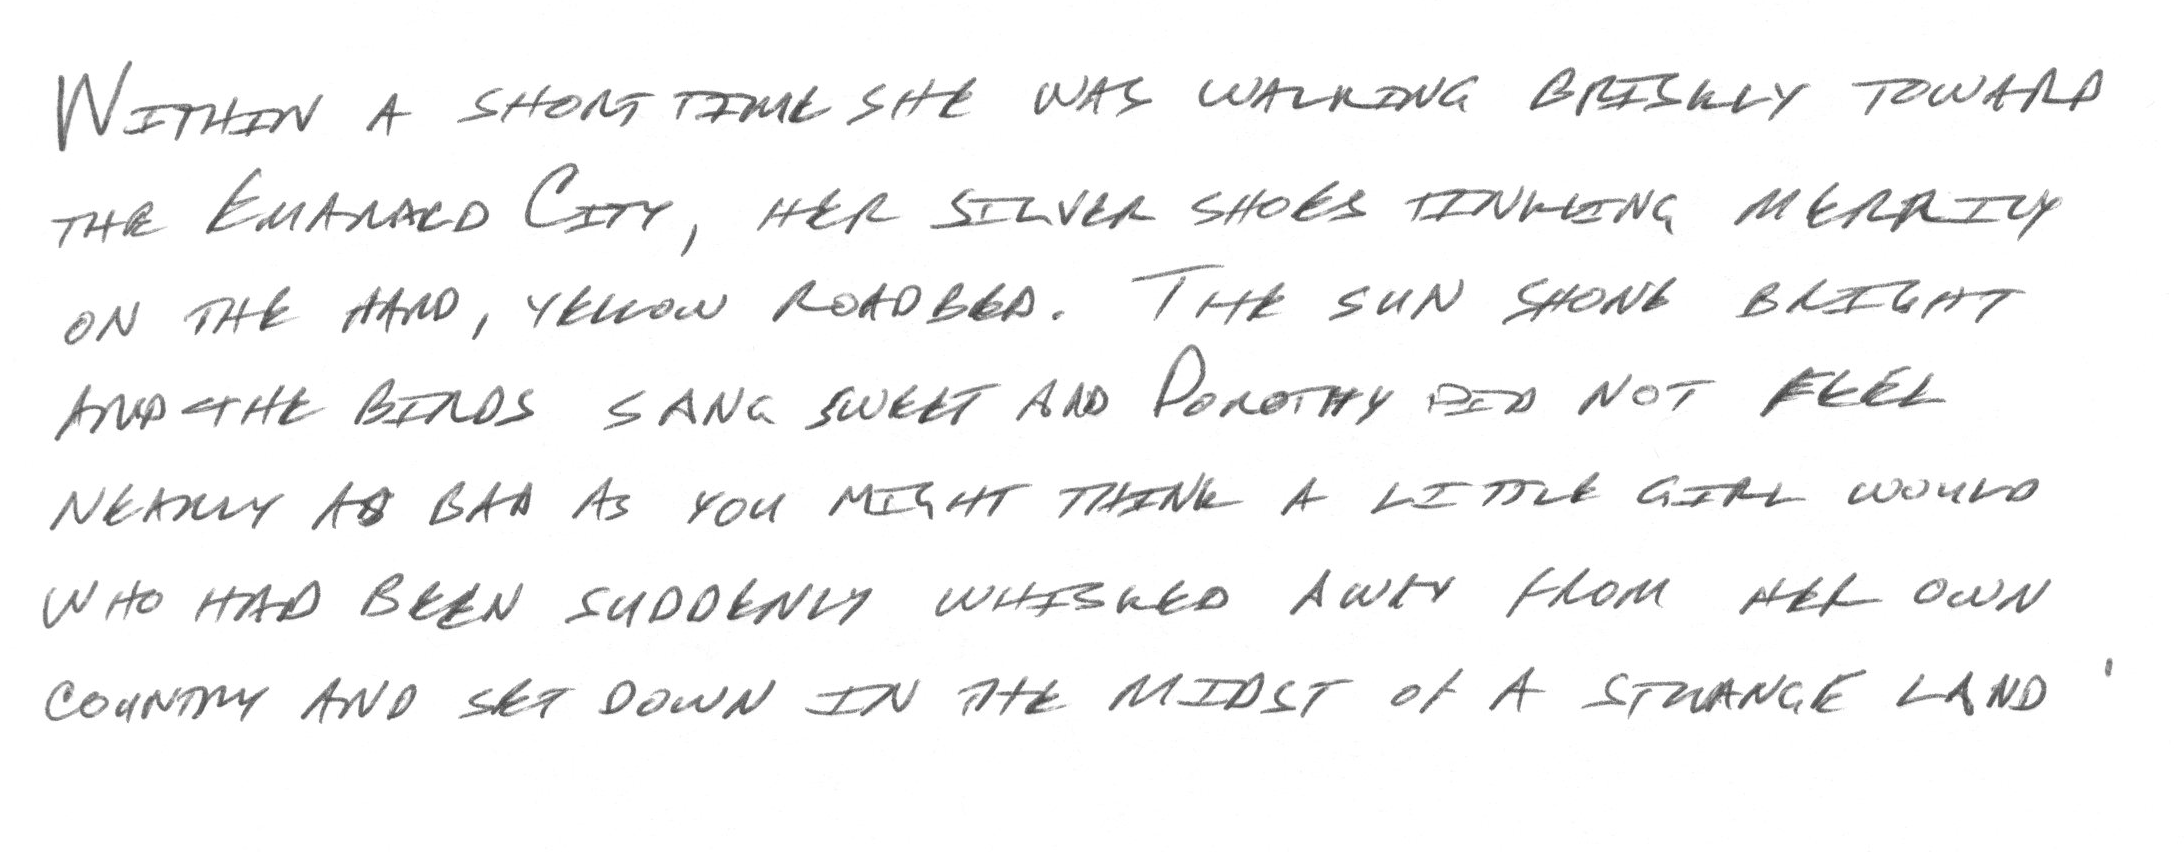 WITHIN A SHORT TIME SHE WAS WALKING BRISKLY TOWARD
THE EMARALD CITY, HER SILVER SHOES TINKLING MERRILY
ON THE HARD, YELLOW ROADBED. THE SUN SHONE BRIGHT
AND THE BIRDS SANG SWEET AND DOROTHY DID NOT FEEL
NEARLY AS BAD AS YOU MIGHT THINK A LITTLE GIRL WOULD
WHO HAD BEEN SUDDENLY WHISKED AWAY FROM HER OWN
COUNTRY AND SET DOWN IN THE MIDST OF A STRANGE LAND '